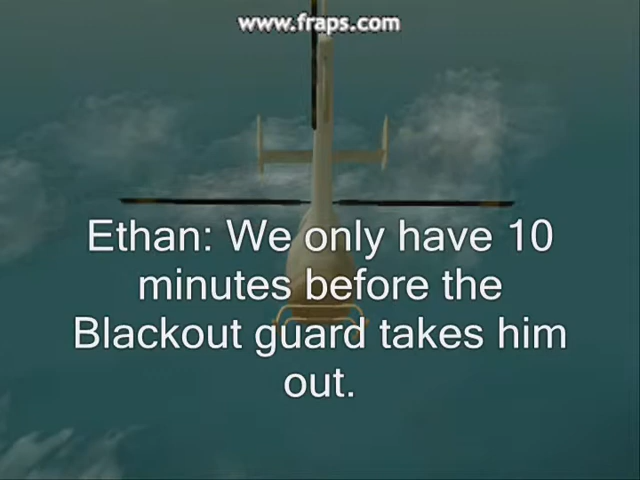 www.fraps.com
Ethan: We only have 10
minutes before the
Blackout guard takes him
out.